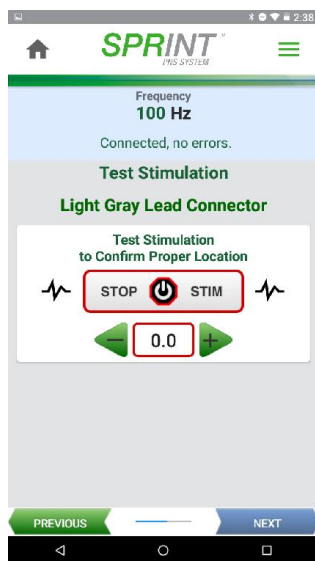 2:38
SPRINT™
PNS SYSTEM
Frequency
100 Hz
Connected, no errors.
Test Stimulation
Light Gray Lead Connector
Test Stimulation
to Confirm Proper Location
STOP STIM
− 0.0 +
PREVIOUS NEXT